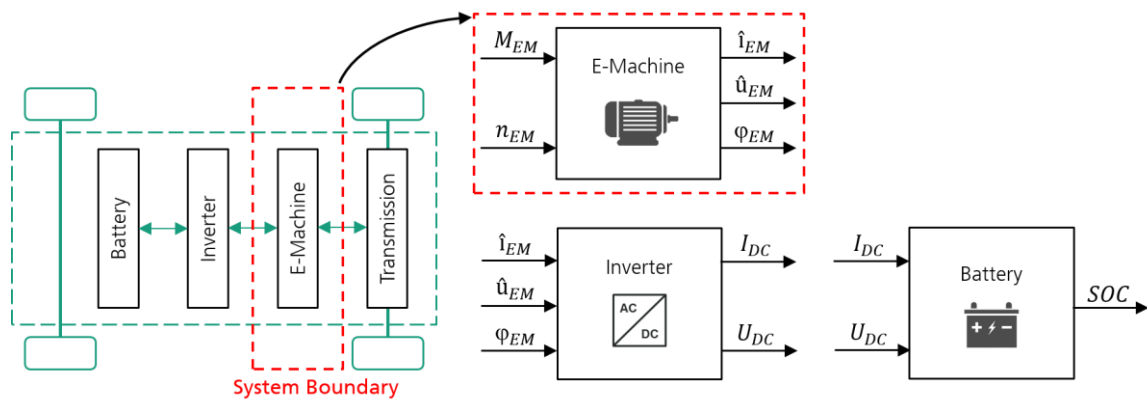 Battery
Inverter
E-Machine
Transmission
System Boundary
M_EM
n_EM
E-Machine
î_EM
û_EM
φ_EM
î_EM
û_EM
φ_EM
Inverter
AC
DC
I_DC
U_DC
I_DC
U_DC
Battery
SOC